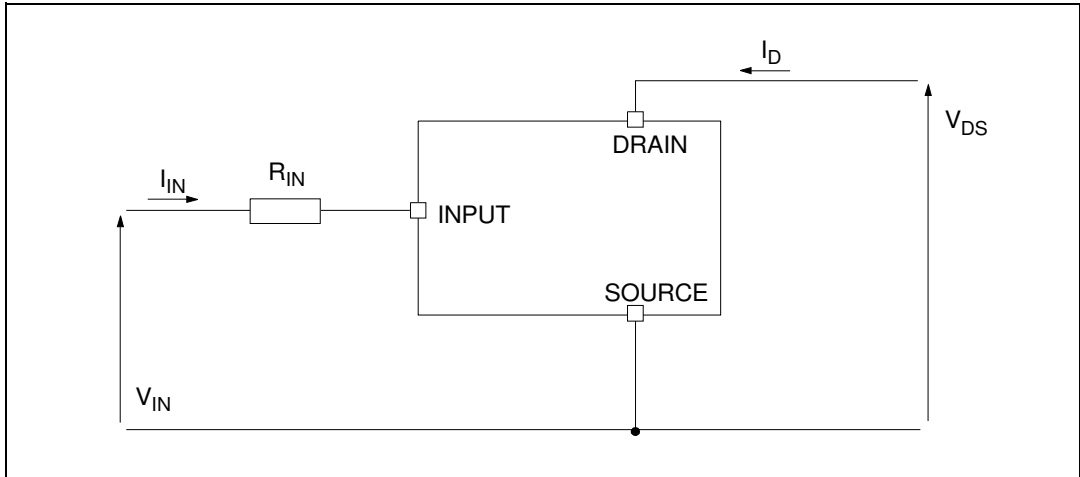 I_D
DRAIN
V_DS
I_IN
R_IN
INPUT
SOURCE
V_IN